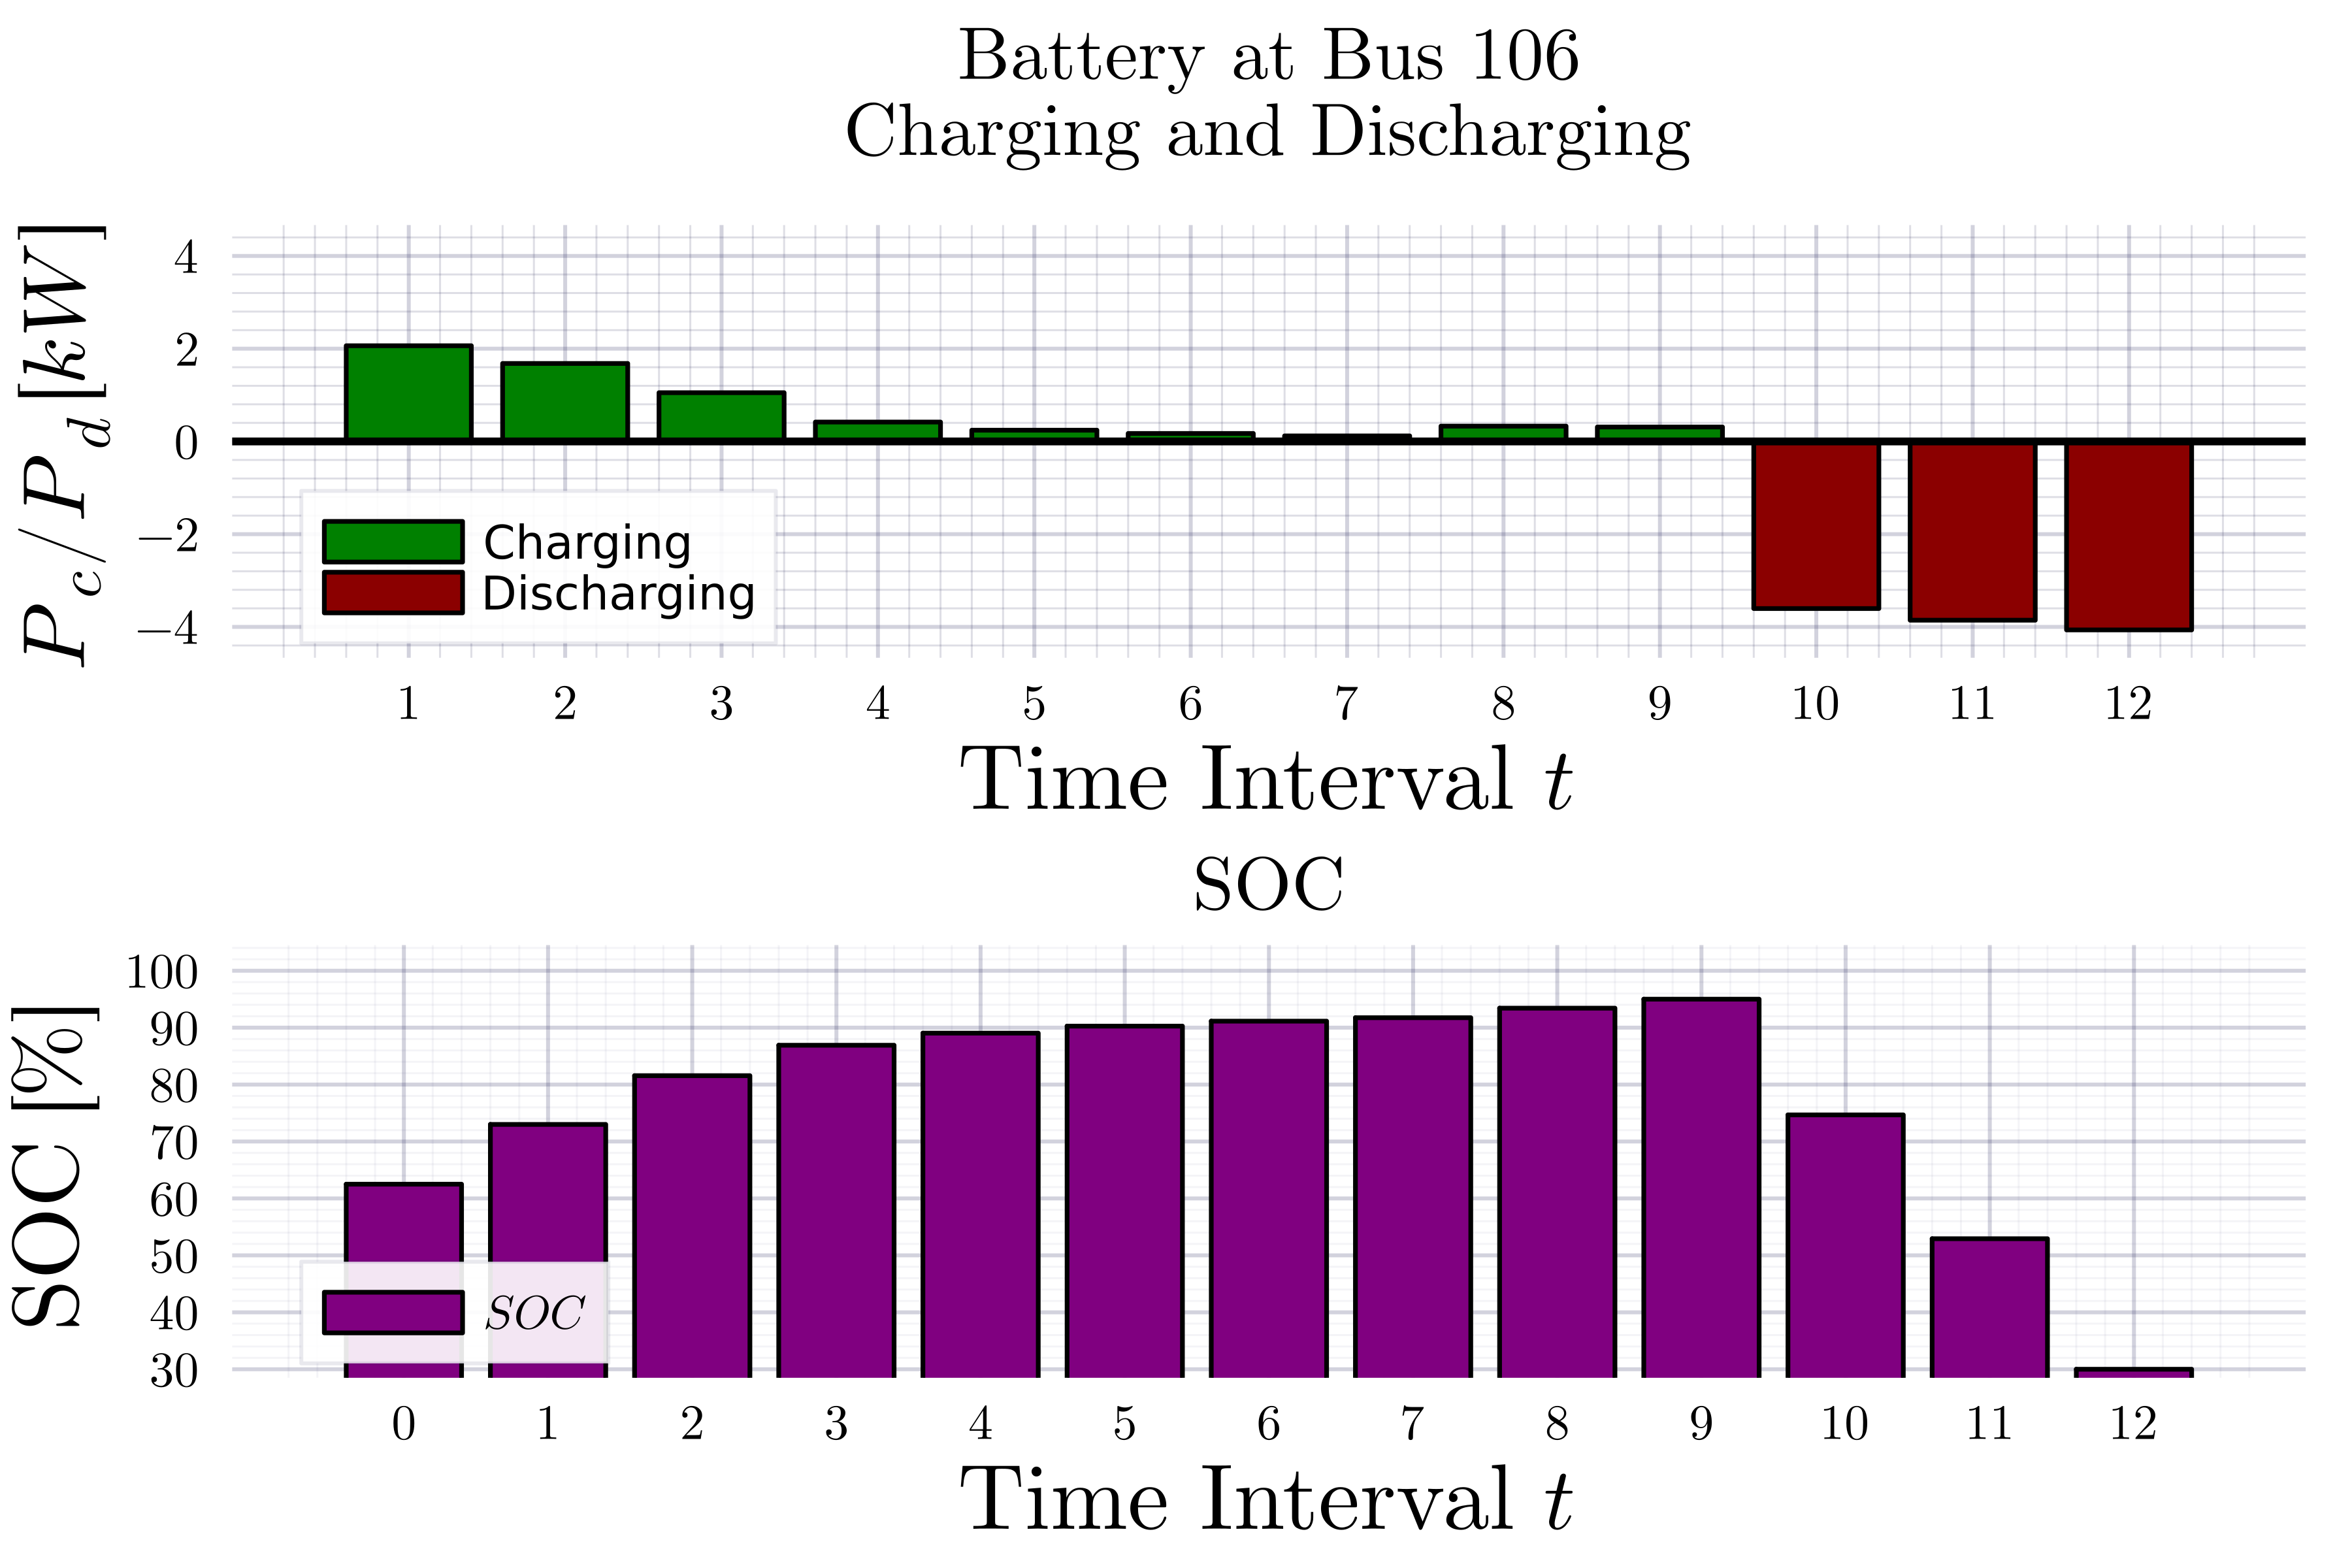 Battery at Bus 106
Charging and Discharging
P_c/P_d [kW]
4
2
0
−2
−4
Charging
Discharging
1 2 3 4 5 6 7 8 9 10 11 12
Time Interval t
SOC
SOC [%]
100
90
80
70
60
50
40
30
SOC
0 1 2 3 4 5 6 7 8 9 10 11 12
Time Interval t